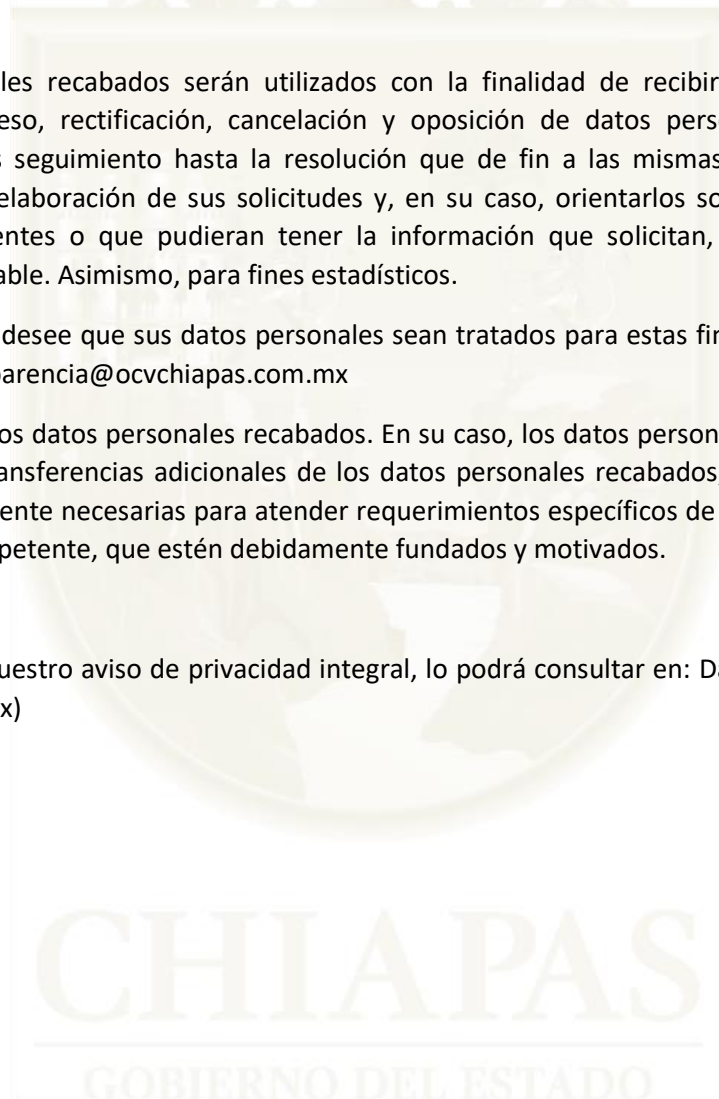 les recabados serán utilizados con la finalidad de recibir
eso, rectificación, cancelación y oposición de datos pers
s seguimiento hasta la resolución que de fin a las mismas
elaboración de sus solicitudes y, en su caso, orientarlos so
entes o que pudieran tener la información que solicitan,
able. Asimismo, para fines estadísticos.
desee que sus datos personales sean tratados para estas fin
parencia@ocvchiapas.com.mx
os datos personales recabados. En su caso, los datos person
ransferencias adicionales de los datos personales recabados
ente necesarias para atender requerimientos específicos de
petente, que estén debidamente fundados y motivados.
uestro aviso de privacidad integral, lo podrá consultar en: Da
x)
CHIAPAS
GOBIERNO DEL ESTADO